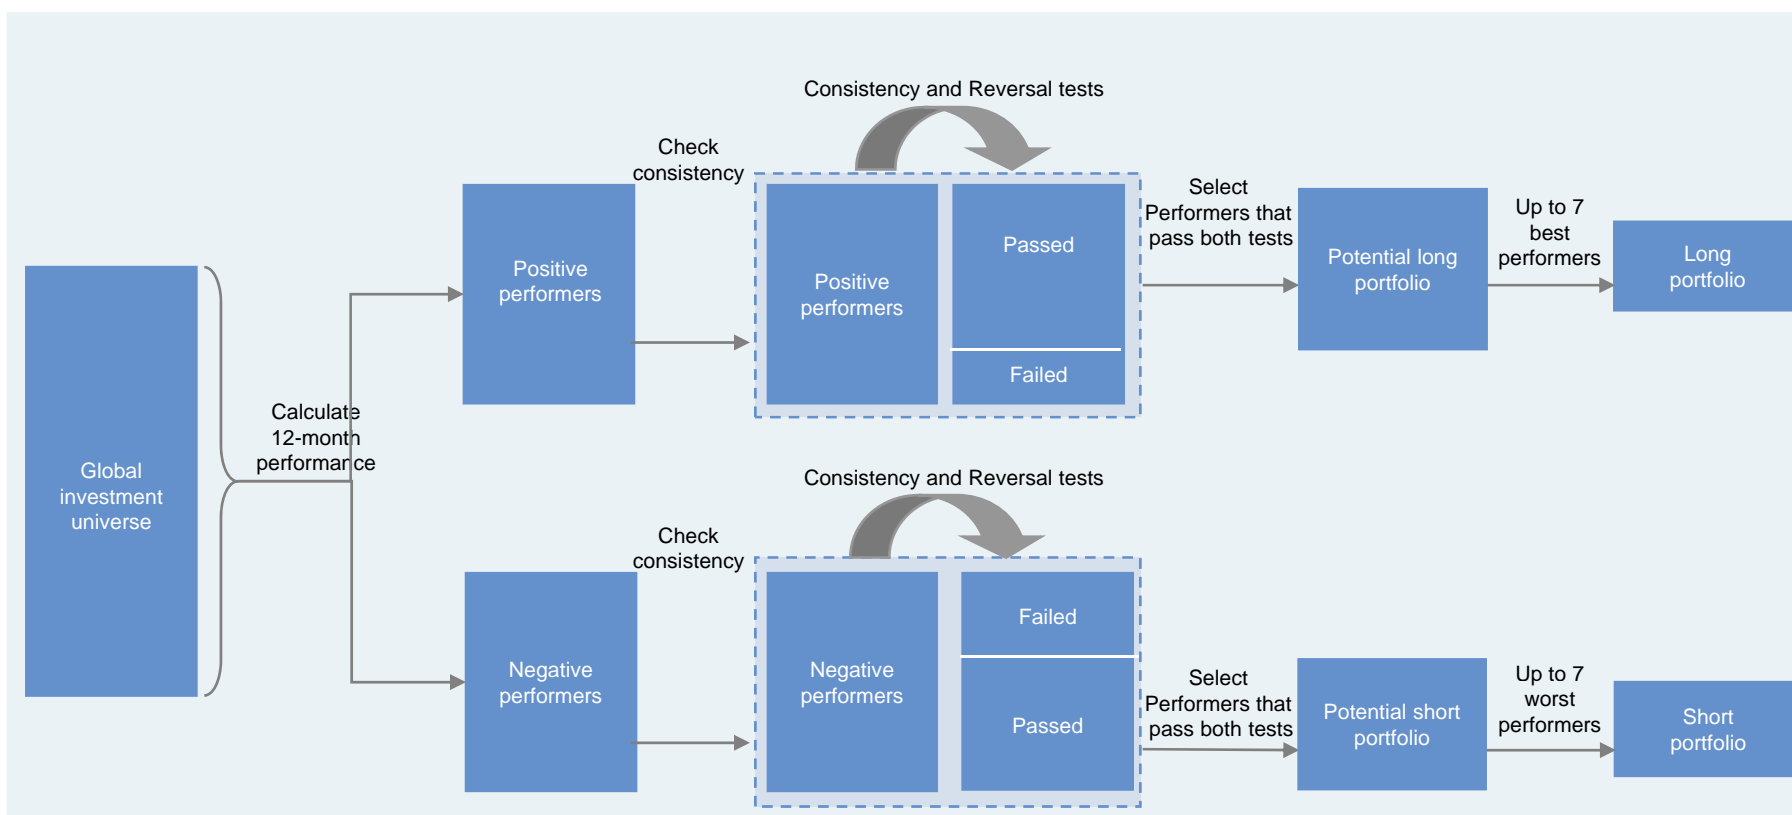 Global
investment
universe
Calculate
12-month
performance
Positive
performers
Check
consistency
Consistency and Reversal tests
Positive
performers
Passed
Failed
Select
Performers that
pass both tests
Potential long
portfolio
Up to 7
best
performers
Long
portfolio
Negative
performers
Check
consistency
Consistency and Reversal tests
Negative
performers
Failed
Passed
Select
Performers that
pass both tests
Potential short
portfolio
Up to 7
worst
performers
Short
portfolio